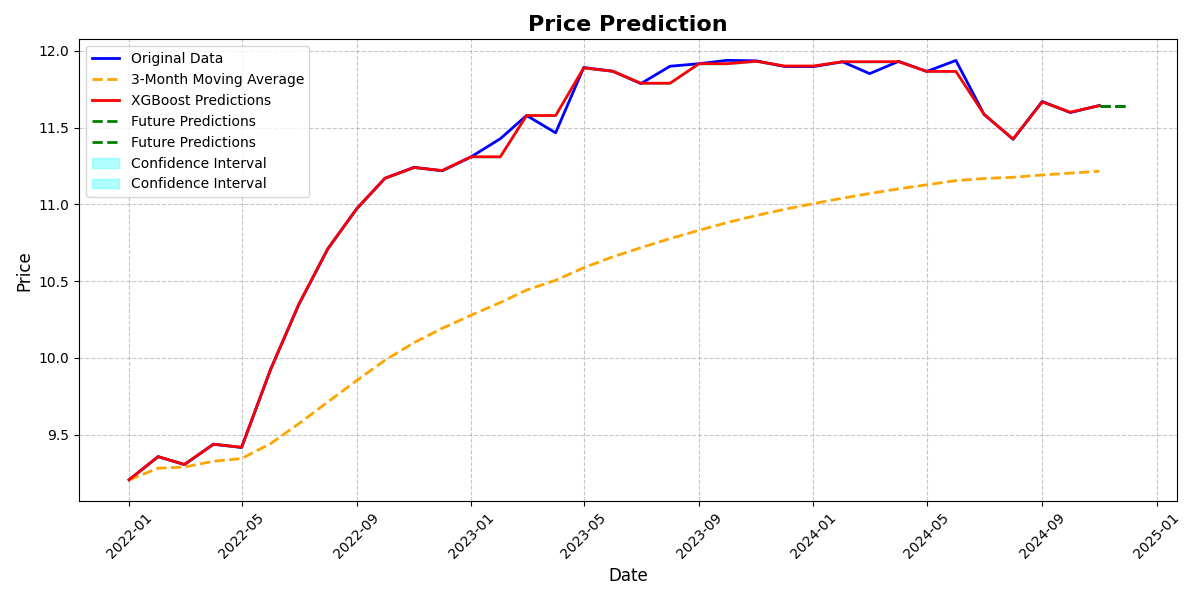 Price Prediction
Original Data
3-Month Moving Average
XGBoost Predictions
Future Predictions
Future Predictions
Confidence Interval
Confidence Interval
Price
12.0
11.5
11.0
10.5
10.0
9.5
2022-01
2022-05
2022-09
2023-01
2023-05
2023-09
2024-01
2024-05
2024-09
2025-01
Date